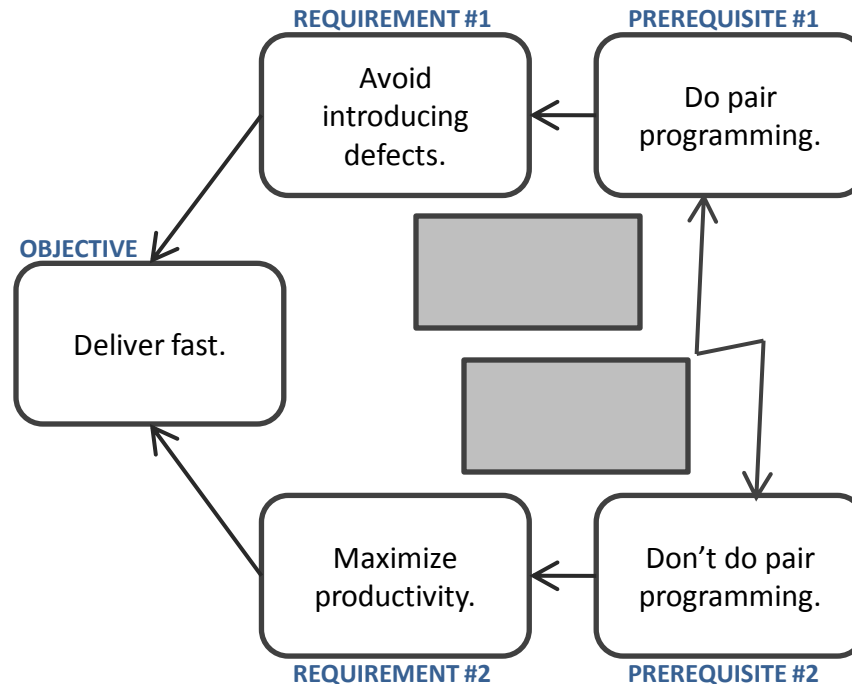 REQUIREMENT #1
Avoid
introducing
defects.
PREREQUISITE #1
Do pair
programming.
OBJECTIVE
Deliver fast.
Maximize
productivity.
REQUIREMENT #2
Don’t do pair
programming.
PREREQUISITE #2